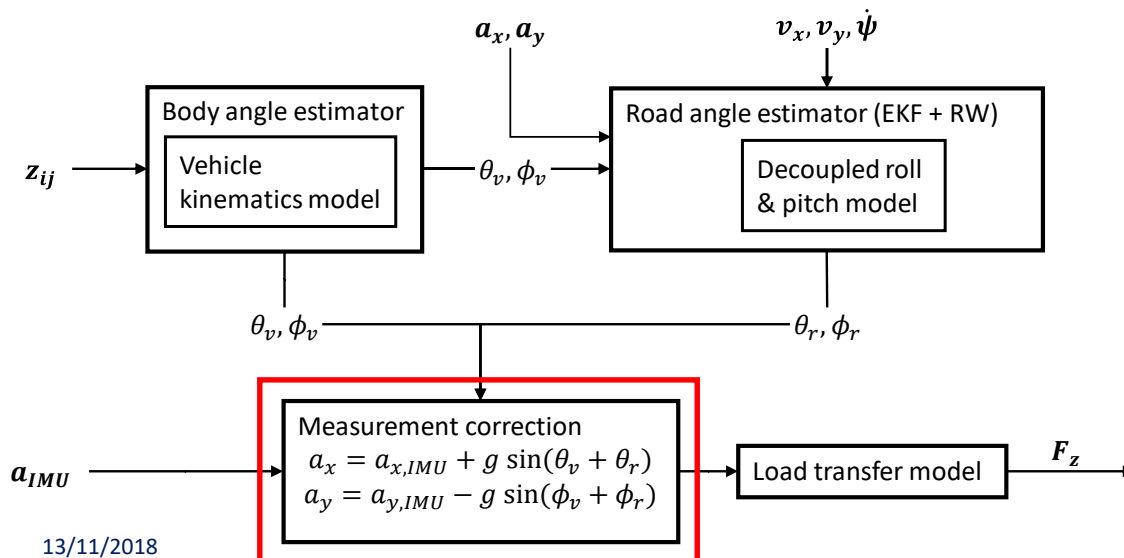 a_x, a_y
v_x, v_y, ψ̇
Body angle estimator
Vehicle
kinematics model
Road angle estimator (EKF + RW)
Decoupled roll
& pitch model
z_ij
θ_v, ϕ_v
θ_v, ϕ_v
θ_r, ϕ_r
Measurement correction
a_x = a_{x,IMU} + g sin(θ_v + θ_r)
a_y = a_{y,IMU} − g sin(ϕ_v + ϕ_r)
a_IMU
Load transfer model
F_z
13/11/2018